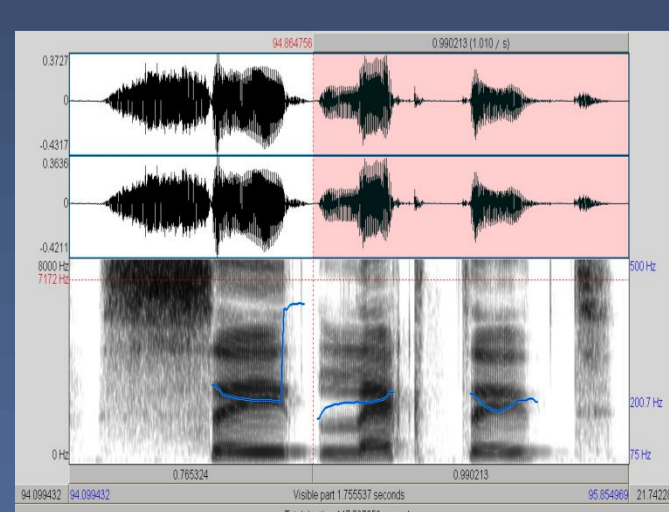 94.864756 0.990213 (1.010 / s)
0.3727
0
-0.4317
0.3636
0
-0.4211
8000 Hz 500 Hz
7172 Hz
200.7 Hz
0 Hz 75 Hz
0.765324 0.990213
94.099432 94.099432 Visible part 1.755537 seconds 95.854969